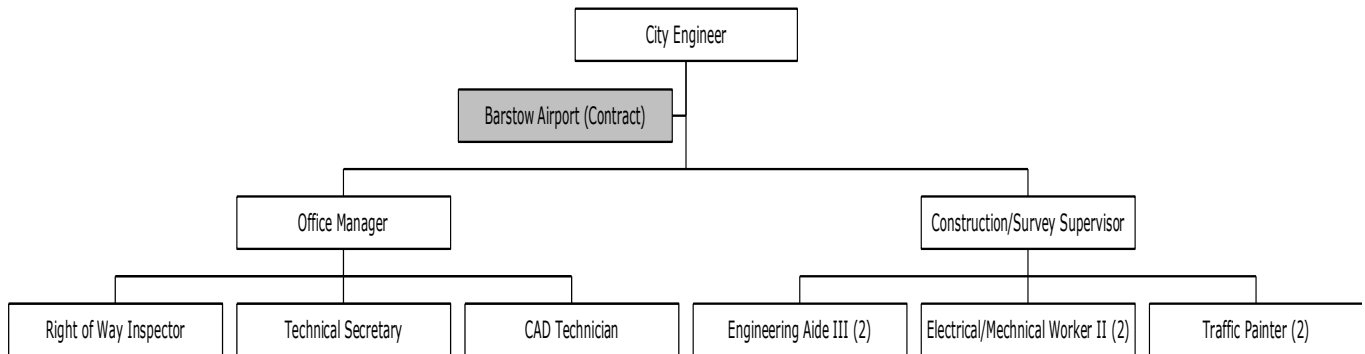 City Engineer
Barstow Airport (Contract)
Office Manager
Construction/Survey Supervisor
Right of Way Inspector
Technical Secretary
CAD Technician
Engineering Aide III (2)
Electrical/Mechnical Worker II (2)
Traffic Painter (2)